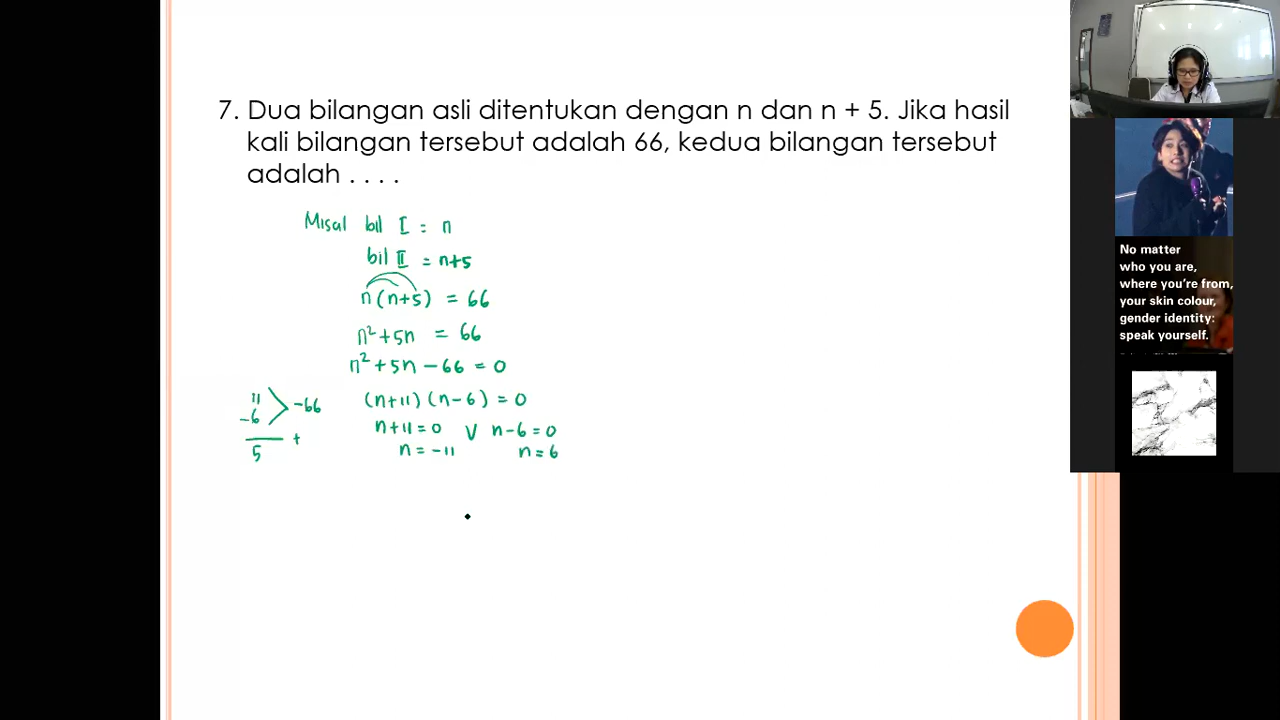 7. Dua bilangan asli ditentukan dengan n dan n + 5. Jika hasil
kali bilangan tersebut adalah 66, kedua bilangan tersebut
adalah . . . .
Misal bil I = n
bil II = n+5
n(n+5) = 66
n²+5n = 66
n²+5n-66 = 0
11
-6
-66
5 +
(n+11)(n-6) = 0
n+11=0 V n-6=0
n = -11 n=6
No matter
who you are,
where you're from,
your skin colour,
gender identity:
speak yourself.